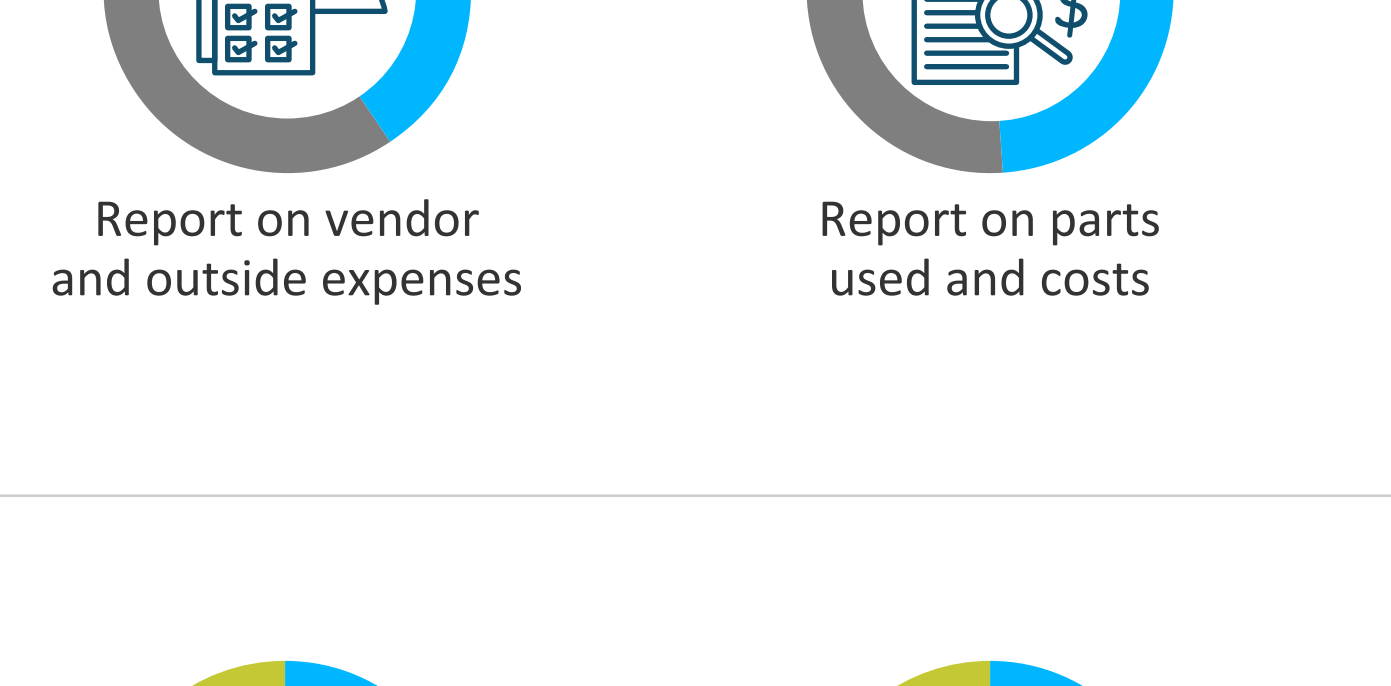 Report on vendor
and outside expenses
Report on parts
used and costs
$